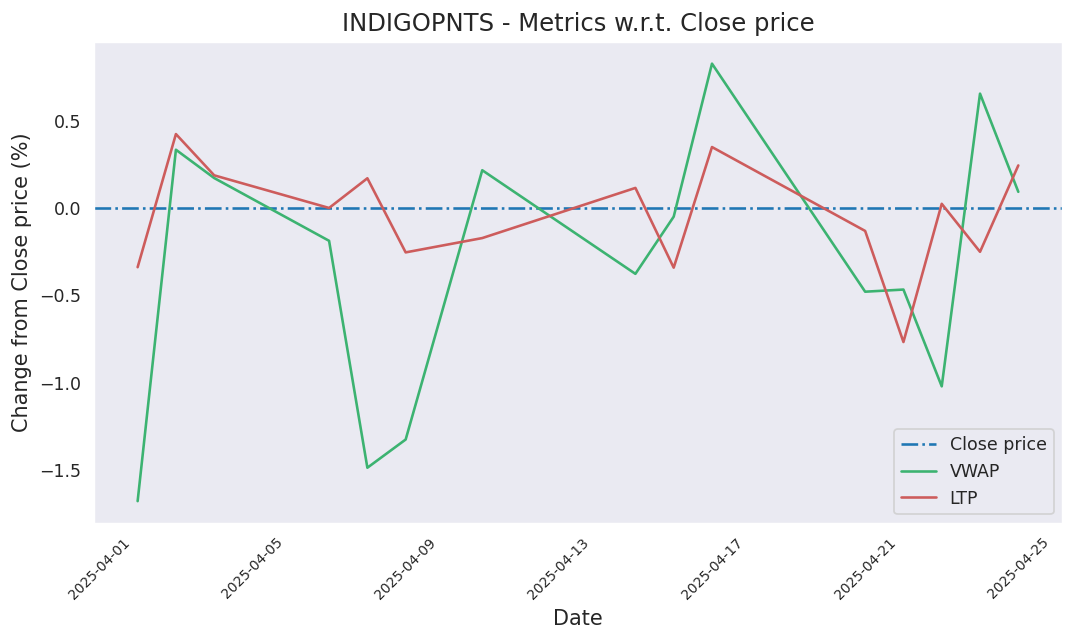 INDIGOPNTS - Metrics w.r.t. Close price
Change from Close price (%)
0.5
0.0
−0.5
−1.0
−1.5
Close price
VWAP
LTP
2025-04-01
2025-04-05
2025-04-09
2025-04-13
2025-04-17
2025-04-21
2025-04-25
Date